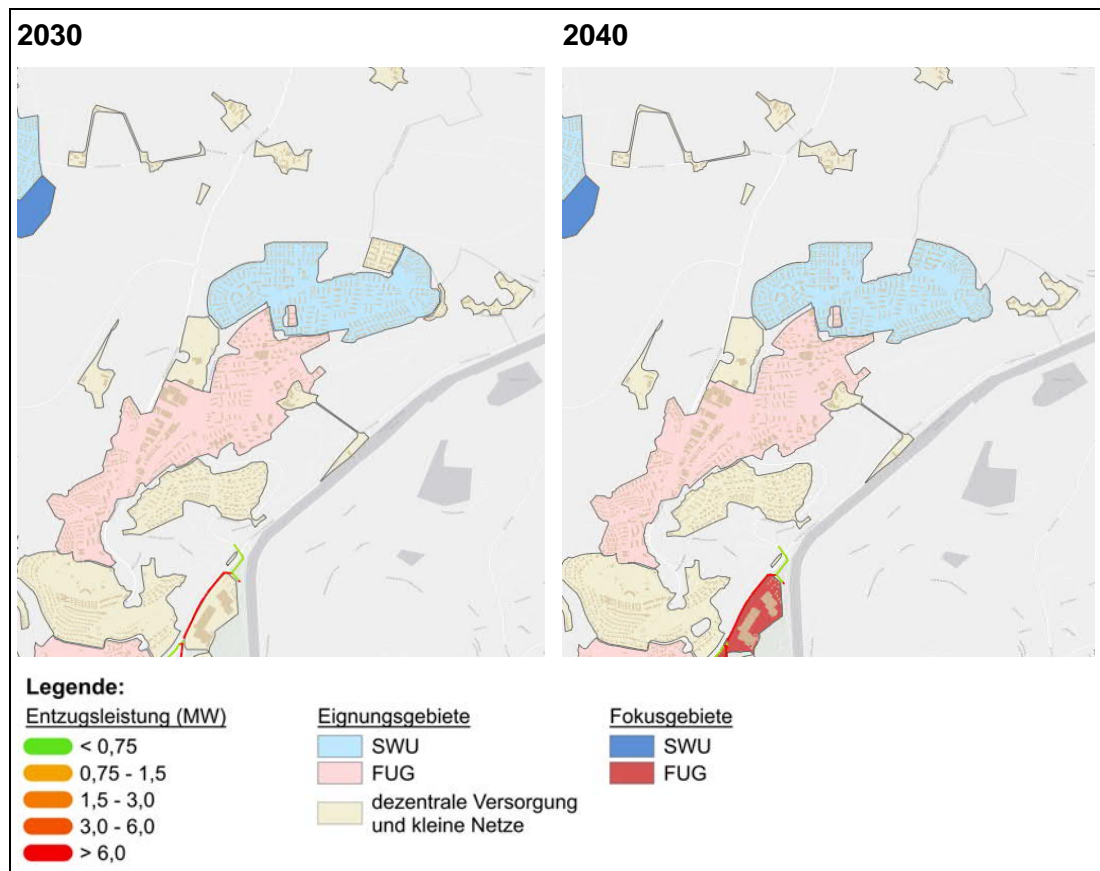 2030
2040
Legende:
Entzugsleistung (MW)
< 0,75
0,75 - 1,5
1,5 - 3,0
3,0 - 6,0
> 6,0
Eignungsgebiete
SWU
FUG
dezentrale Versorgung
und kleine Netze
Fokusgebiete
SWU
FUG